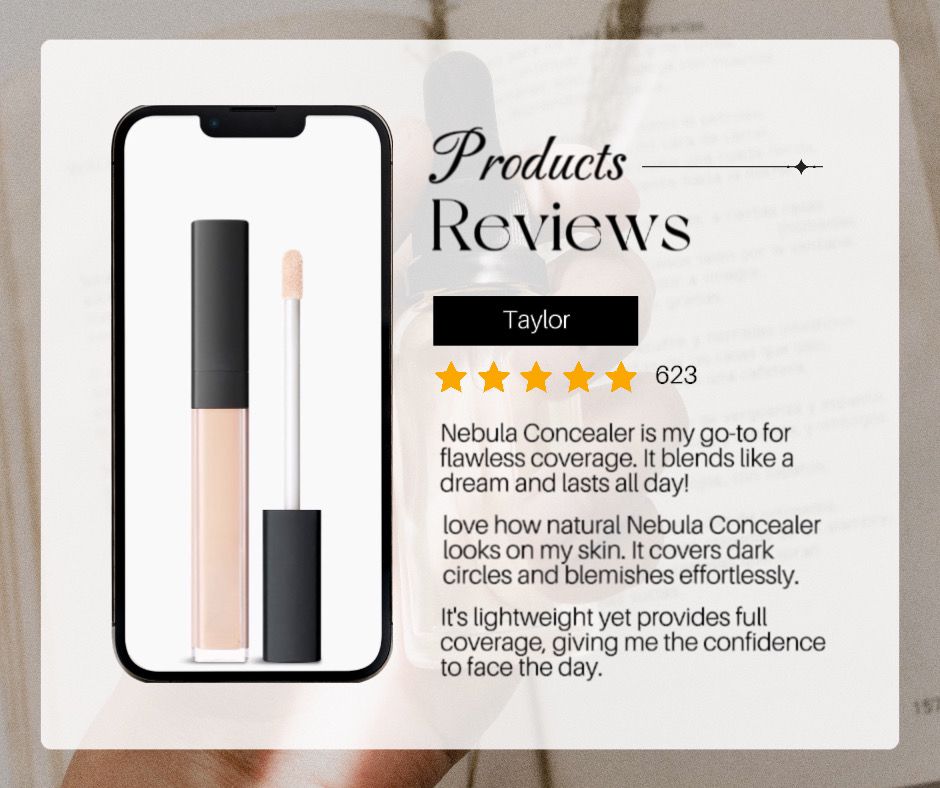 Products
Reviews
Taylor
623
Nebula Concealer is my go-to for
flawless coverage. It blends like a
dream and lasts all day!
love how natural Nebula Concealer
looks on my skin. It covers dark
circles and blemishes effortlessly.
It's lightweight yet provides full
coverage, giving me the confidence
to face the day.